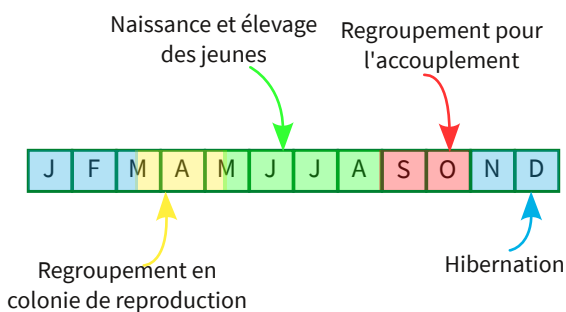 Naissance et élevage
des jeunes
Regroupement pour
l'accouplement
J F M A M J J A S O N D
Regroupement en
colonie de reproduction
Hibernation